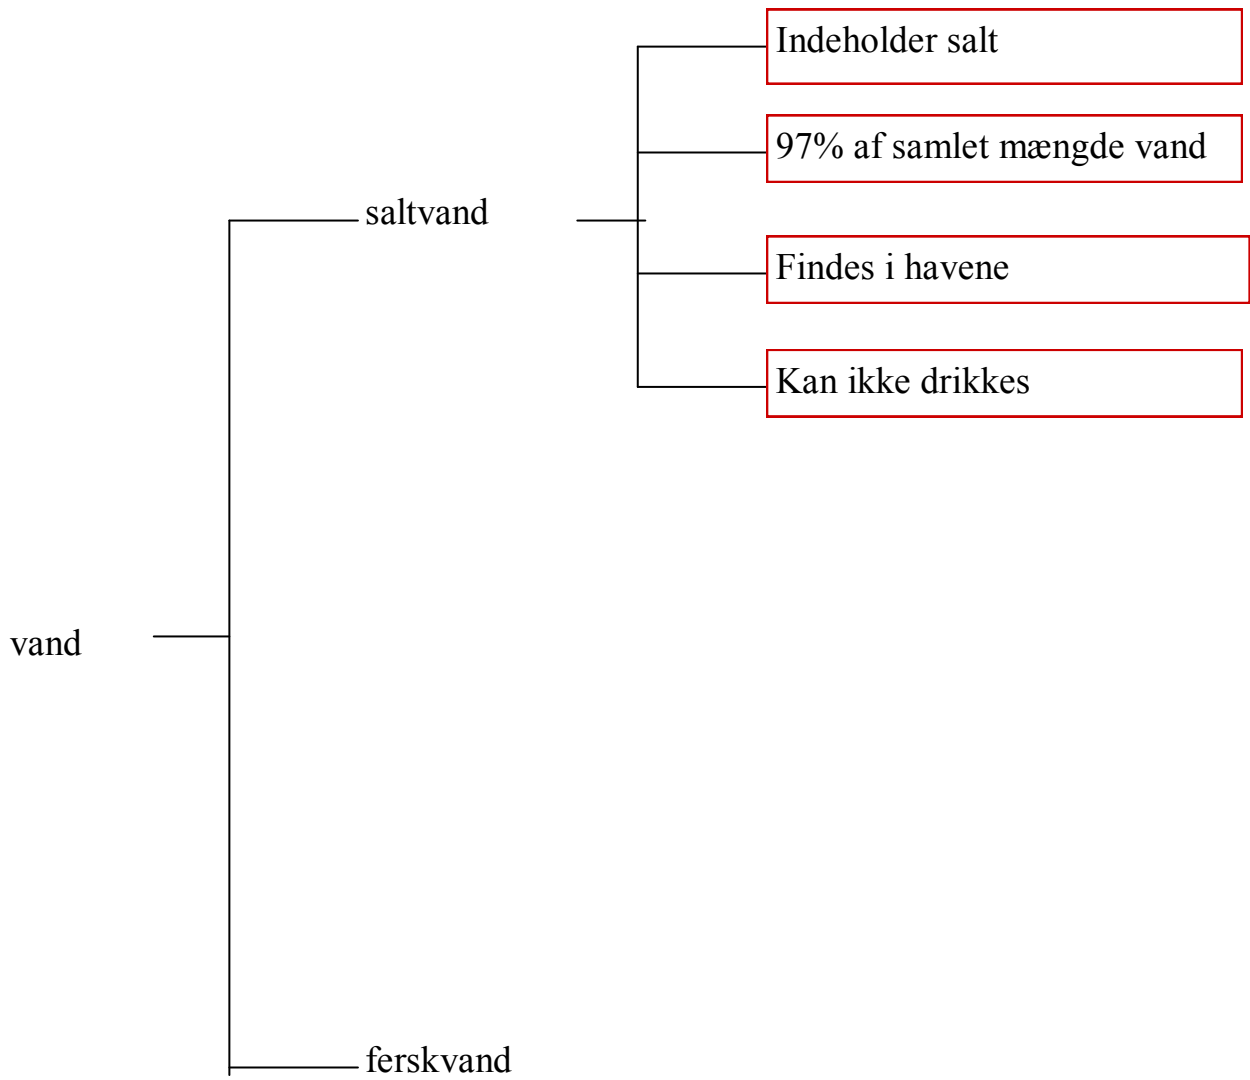 Indeholder salt
97% af samlet mængde vand
saltvand
Findes i havene
Kan ikke drikkes
vand
ferskvand